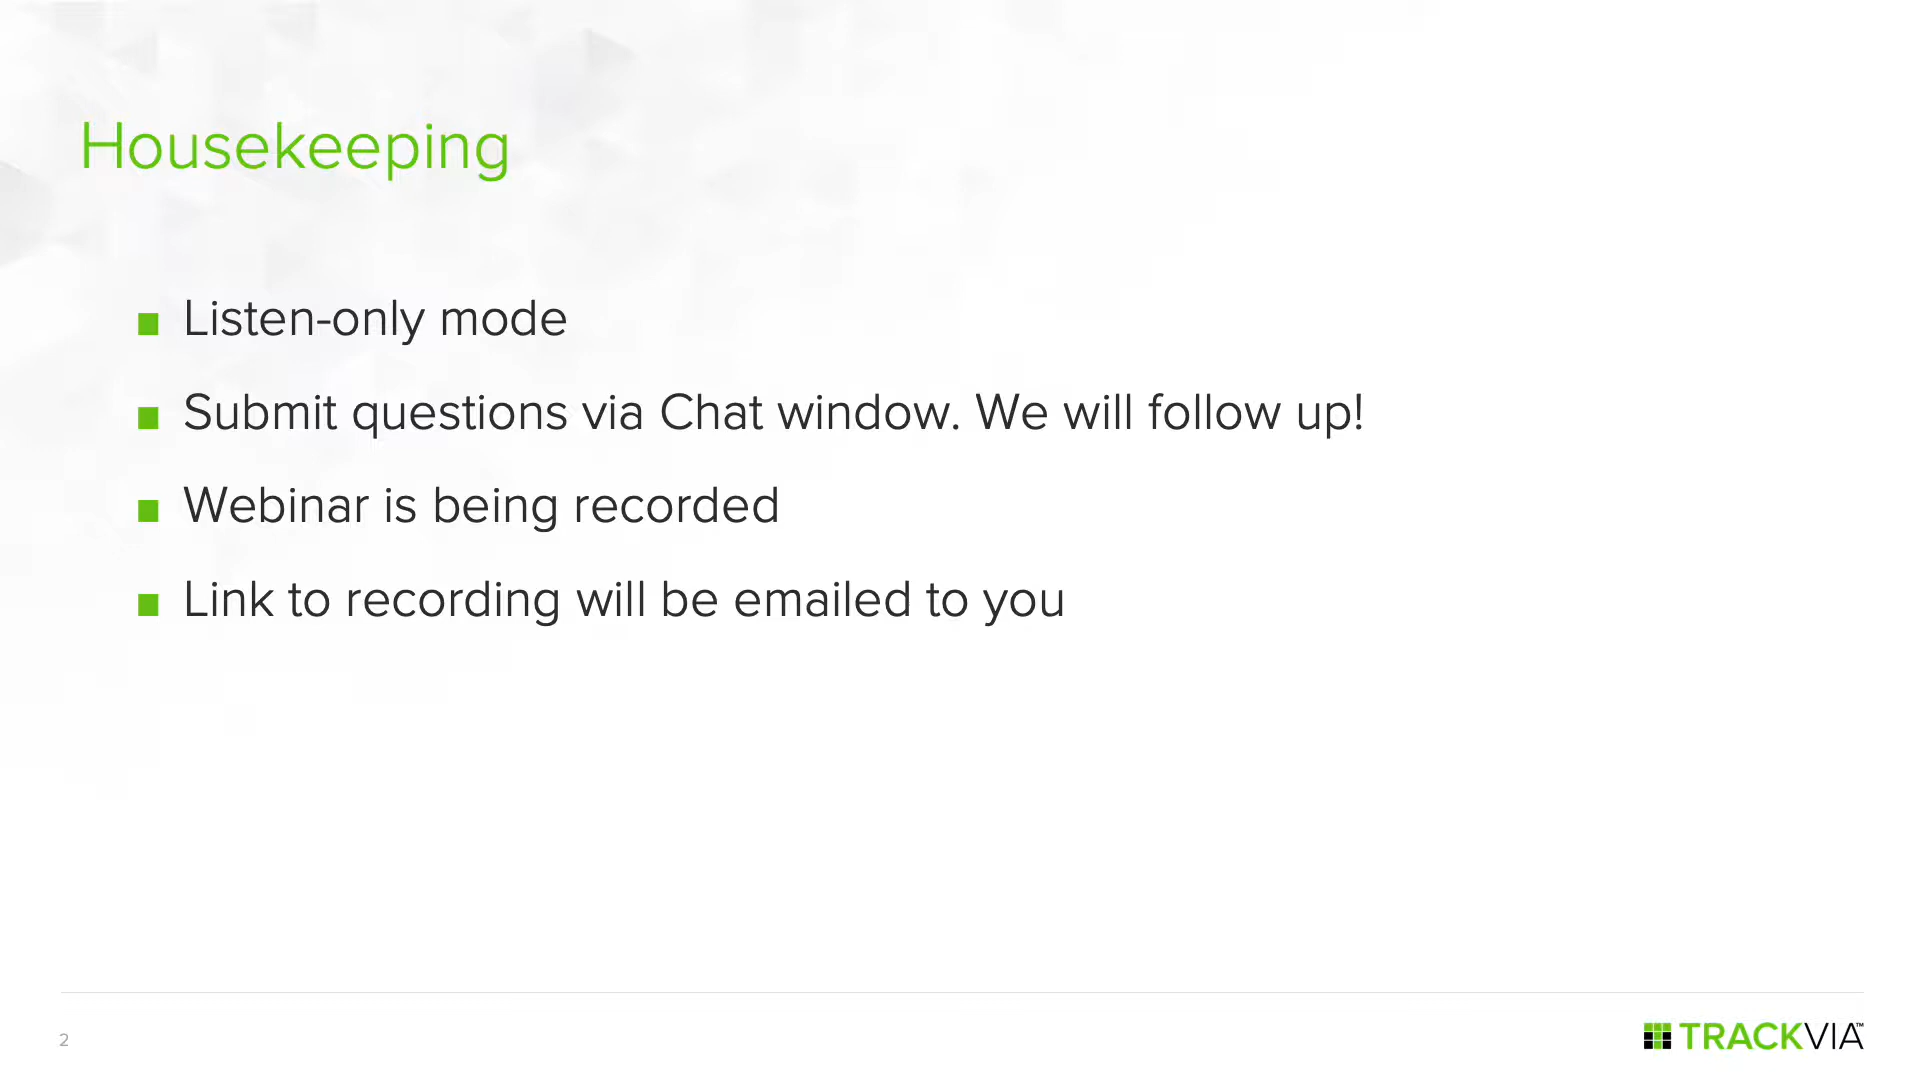 Housekeeping
Listen-only mode
Submit questions via Chat window. We will follow up!
Webinar is being recorded
Link to recording will be emailed to you
2
TRACKVIA™